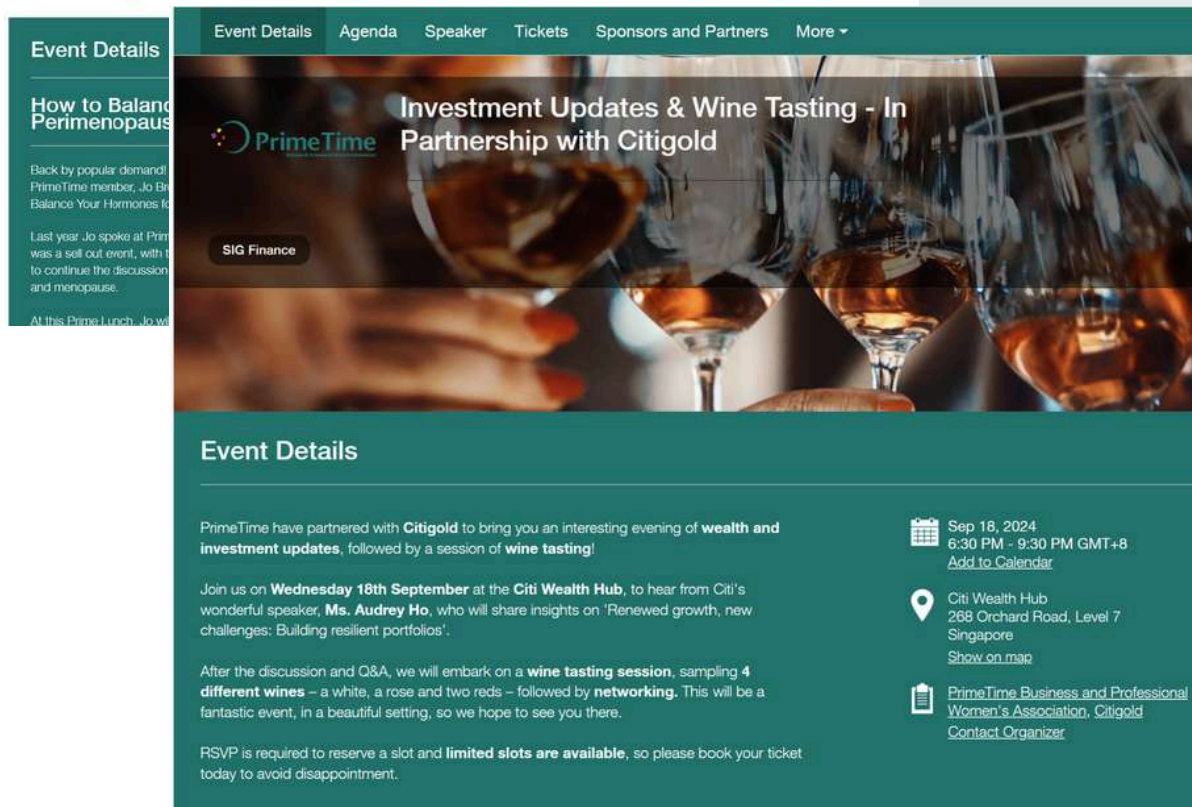 Event Details
How to Balanc
Perimenopaus
Back by popular demand!
PrimeTime member, Jo Br
Balance Your Hormones fo
Last year Jo spoke at Prim
was a sell out event, with t
to continue the discussion
and menopause.
At this Prime Lunch, Jo wil
Event Details Agenda Speaker Tickets Sponsors and Partners More
PrimeTime
Investment Updates & Wine Tasting - In
Partnership with Citigold
SIG Finance
Event Details
PrimeTime have partnered with Citigold to bring you an interesting evening of wealth and
investment updates, followed by a session of wine tasting!
Join us on Wednesday 18th September at the Citi Wealth Hub, to hear from Citi's
wonderful speaker, Ms. Audrey Ho, who will share insights on 'Renewed growth, new
challenges: Building resilient portfolios'.
After the discussion and Q&A, we will embark on a wine tasting session, sampling 4
different wines – a white, a rose and two reds – followed by networking. This will be a
fantastic event, in a beautiful setting, so we hope to see you there.
RSVP is required to reserve a slot and limited slots are available, so please book your ticket
today to avoid disappointment.
Sep 18, 2024
6:30 PM - 9:30 PM GMT+8
Add to Calendar
Citi Wealth Hub
268 Orchard Road, Level 7
Singapore
Show on map
PrimeTime Business and Professional
Women's Association, Citigold
Contact Organizer